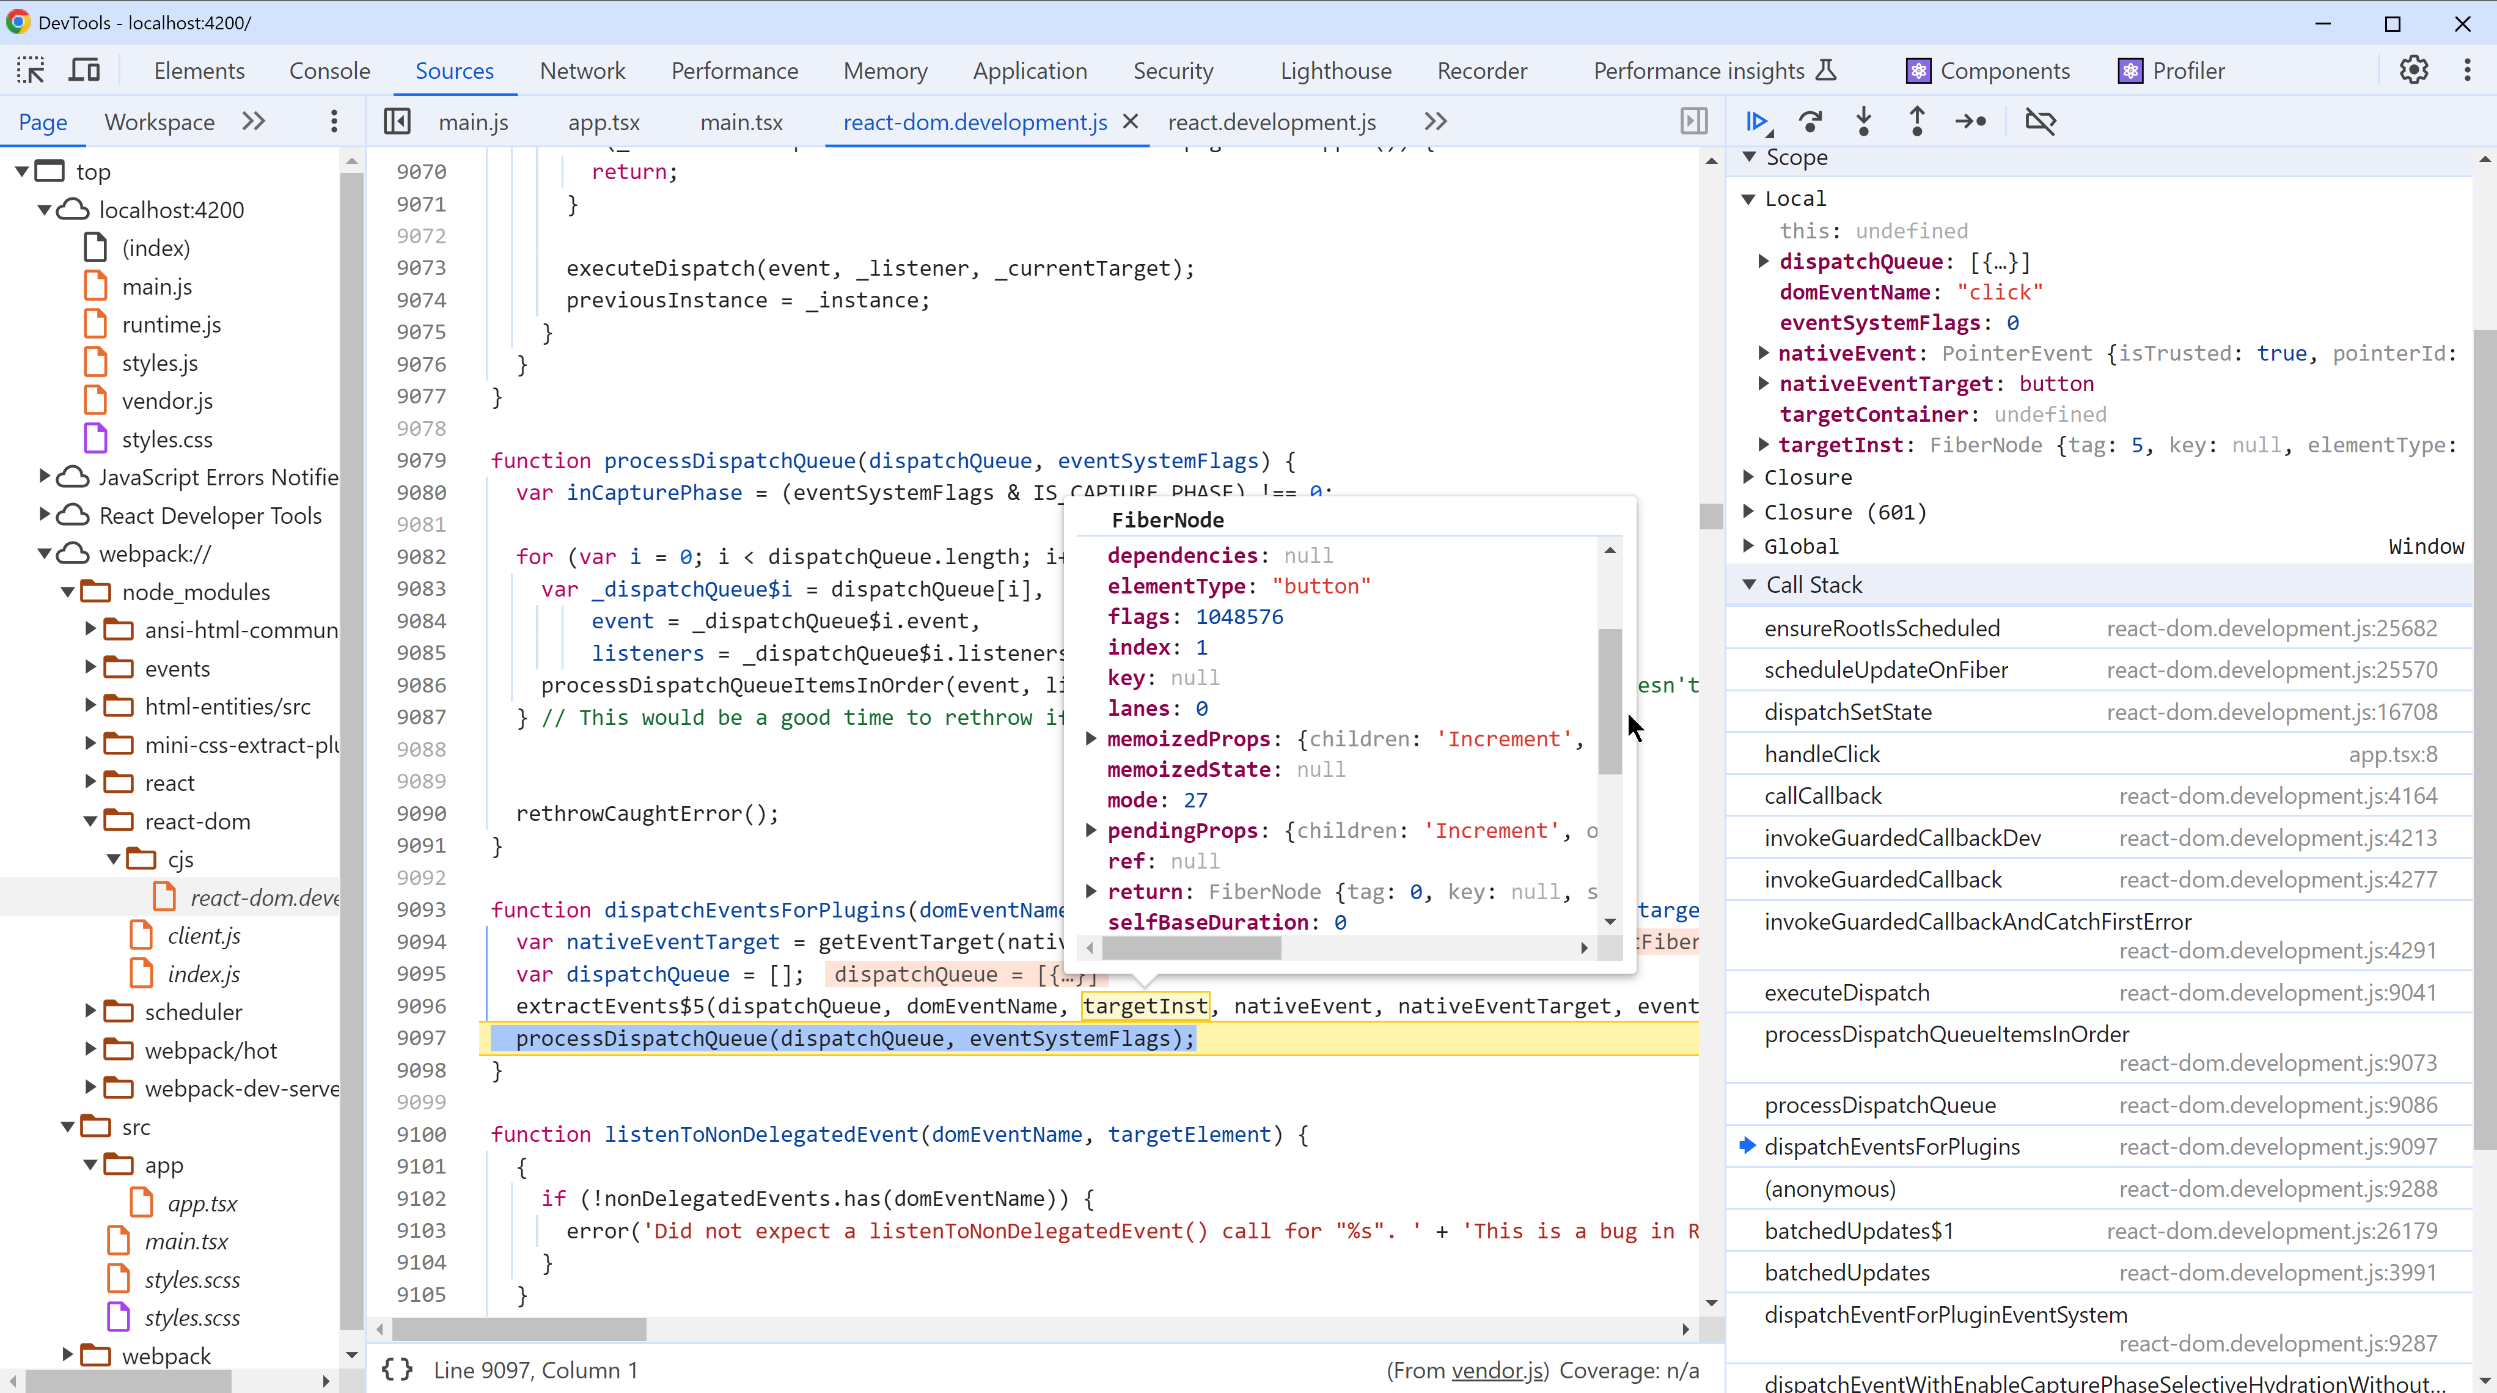 DevTools - localhost:4200/
Elements Console Sources Network Performance Memory Application Security Lighthouse Recorder Performance insights Components Profiler
Page Workspace
main.js app.tsx main.tsx react-dom.development.js react.development.js
top
localhost:4200
(index)
main.js
runtime.js
styles.js
vendor.js
styles.css
JavaScript Errors Notifie
React Developer Tools
webpack://
node_modules
ansi-html-commun
events
html-entities/src
mini-css-extract-plu
react
react-dom
cjs
react-dom.deve
client.js
index.js
scheduler
webpack/hot
webpack-dev-serve
src
app
app.tsx
main.tsx
styles.scss
styles.scss
webpack
9070 return;
9071 }
9072
9073 executeDispatch(event, _listener, _currentTarget);
9074 previousInstance = _instance;
9075 }
9076 }
9077 }
9078
9079 function processDispatchQueue(dispatchQueue, eventSystemFlags) {
9080 var inCapturePhase = (eventSystemFlags & IS_CAPTURE_PHASE) !== 0;
9081
9082 for (var i = 0; i < dispatchQueue.length; i+
9083 var _dispatchQueue$i = dispatchQueue[i],
9084 event = _dispatchQueue$i.event,
9085 listeners = _dispatchQueue$i.listeners
9086 processDispatchQueueItemsInOrder(event, li esn't
9087 } // This would be a good time to rethrow if
9088
9089
9090 rethrowCaughtError();
9091 }
9092
9093 function dispatchEventsForPlugins(domEventName targe
9094 var nativeEventTarget = getEventTarget(nativ Fiber
9095 var dispatchQueue = []; dispatchQueue = [{…}]
9096 extractEvents$5(dispatchQueue, domEventName, targetInst, nativeEvent, nativeEventTarget, event
9097 processDispatchQueue(dispatchQueue, eventSystemFlags);
9098 }
9099
9100 function listenToNonDelegatedEvent(domEventName, targetElement) {
9101 {
9102 if (!nonDelegatedEvents.has(domEventName)) {
9103 error('Did not expect a listenToNonDelegatedEvent() call for "%s". ' + 'This is a bug in R
9104 }
9105 }
FiberNode
dependencies: null
elementType: "button"
flags: 1048576
index: 1
key: null
lanes: 0
memoizedProps: {children: 'Increment',
memoizedState: null
mode: 27
pendingProps: {children: 'Increment', o
ref: null
return: FiberNode {tag: 0, key: null, s
selfBaseDuration: 0
{} Line 9097, Column 1 (From vendor.js) Coverage: n/a
Scope
Local
this: undefined
dispatchQueue: [{…}]
domEventName: "click"
eventSystemFlags: 0
nativeEvent: PointerEvent {isTrusted: true, pointerId:
nativeEventTarget: button
targetContainer: undefined
targetInst: FiberNode {tag: 5, key: null, elementType:
Closure
Closure (601)
Global Window
Call Stack
ensureRootIsScheduled react-dom.development.js:25682
scheduleUpdateOnFiber react-dom.development.js:25570
dispatchSetState react-dom.development.js:16708
handleClick app.tsx:8
callCallback react-dom.development.js:4164
invokeGuardedCallbackDev react-dom.development.js:4213
invokeGuardedCallback react-dom.development.js:4277
invokeGuardedCallbackAndCatchFirstError
react-dom.development.js:4291
executeDispatch react-dom.development.js:9041
processDispatchQueueItemsInOrder
react-dom.development.js:9073
processDispatchQueue react-dom.development.js:9086
dispatchEventsForPlugins react-dom.development.js:9097
(anonymous) react-dom.development.js:9288
batchedUpdates$1 react-dom.development.js:26179
batchedUpdates react-dom.development.js:3991
dispatchEventForPluginEventSystem
react-dom.development.js:9287
dispatchEventWithEnableCapturePhaseSelectiveHydrationWithout…